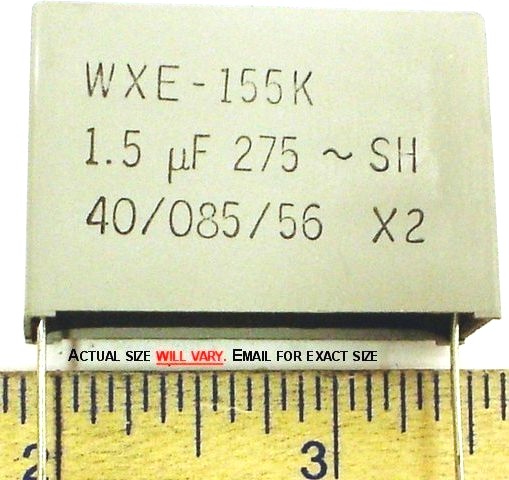 WXE-155K
1.5 µF 275 ~ SH
40/085/56 X2
ACTUAL SIZE WILL VARY. EMAIL FOR EXACT SIZE
2 3